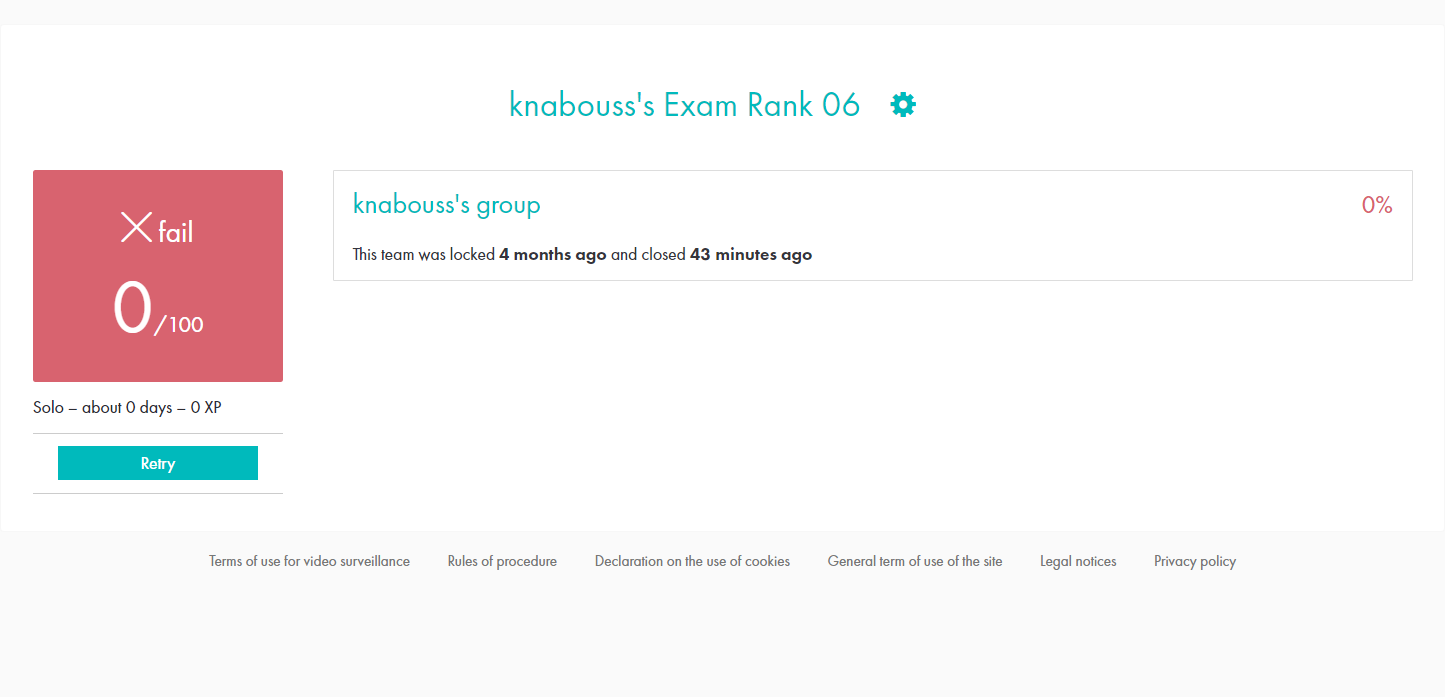 knabouss's Exam Rank 06
fail
0/100
Solo – about 0 days – 0 XP
Retry
knabouss's group
0%
This team was locked 4 months ago and closed 43 minutes ago
Terms of use for video surveillance
Rules of procedure
Declaration on the use of cookies
General term of use of the site
Legal notices
Privacy policy